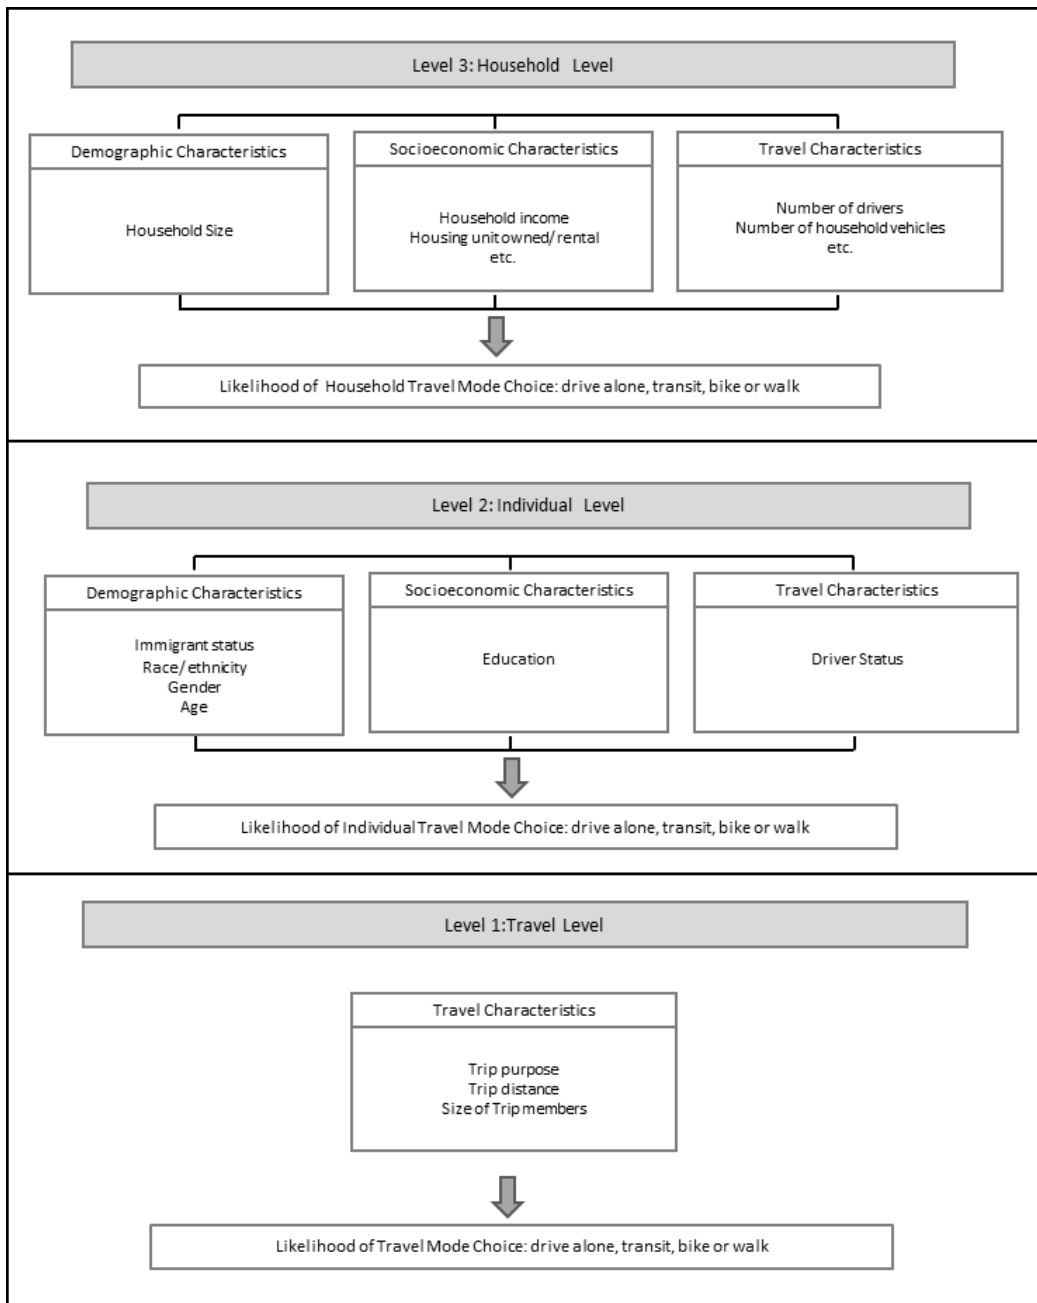 Level 3: Household Level
Demographic Characteristics
Household Size
Socioeconomic Characteristics
Household income
Housing unit owned/ rental
etc.
Travel Characteristics
Number of drivers
Number of household vehicles
etc.
Likelihood of Household Travel Mode Choice: drive alone, transit, bike or walk
Level 2: Individual Level
Demographic Characteristics
Immigrant status
Race/ ethnicity
Gender
Age
Socioeconomic Characteristics
Education
Travel Characteristics
Driver Status
Likelihood of Individual Travel Mode Choice: drive alone, transit, bike or walk
Level 1:Travel Level
Travel Characteristics
Trip purpose
Trip distance
Size of Trip members
Likelihood of Travel Mode Choice: drive alone, transit, bike or walk